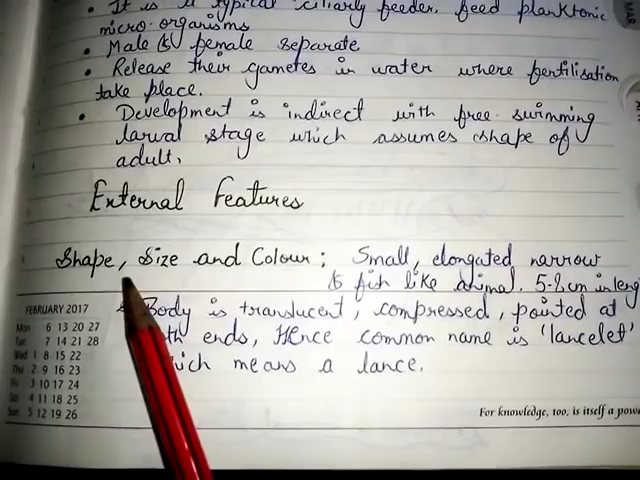 • It is a typical ciliary feeder. feed planktonic
micro-organisms
• Male & female separate
• Release their gametes in water where fertilisation
take place.
• Development is indirect with free swimming
larval stage which assumes shape of
adult.
External Features
Shape, Size and Colour: Small, elongated narrow
& fish like animal. 5-8cm in leng
Body is translucent, compressed, pointed at
ends, Hence common name is 'lancelet'
which means a lance.
FEBRUARY 2017
Mon 6 13 20 27
Tue 7 14 21 28
Wed 1 8 15 22
Thu 2 9 16 23
Fri 3 10 17 24
Sat 4 11 18 25
Sun 5 12 19 26
For knowledge, too, is itself a powe
MAR